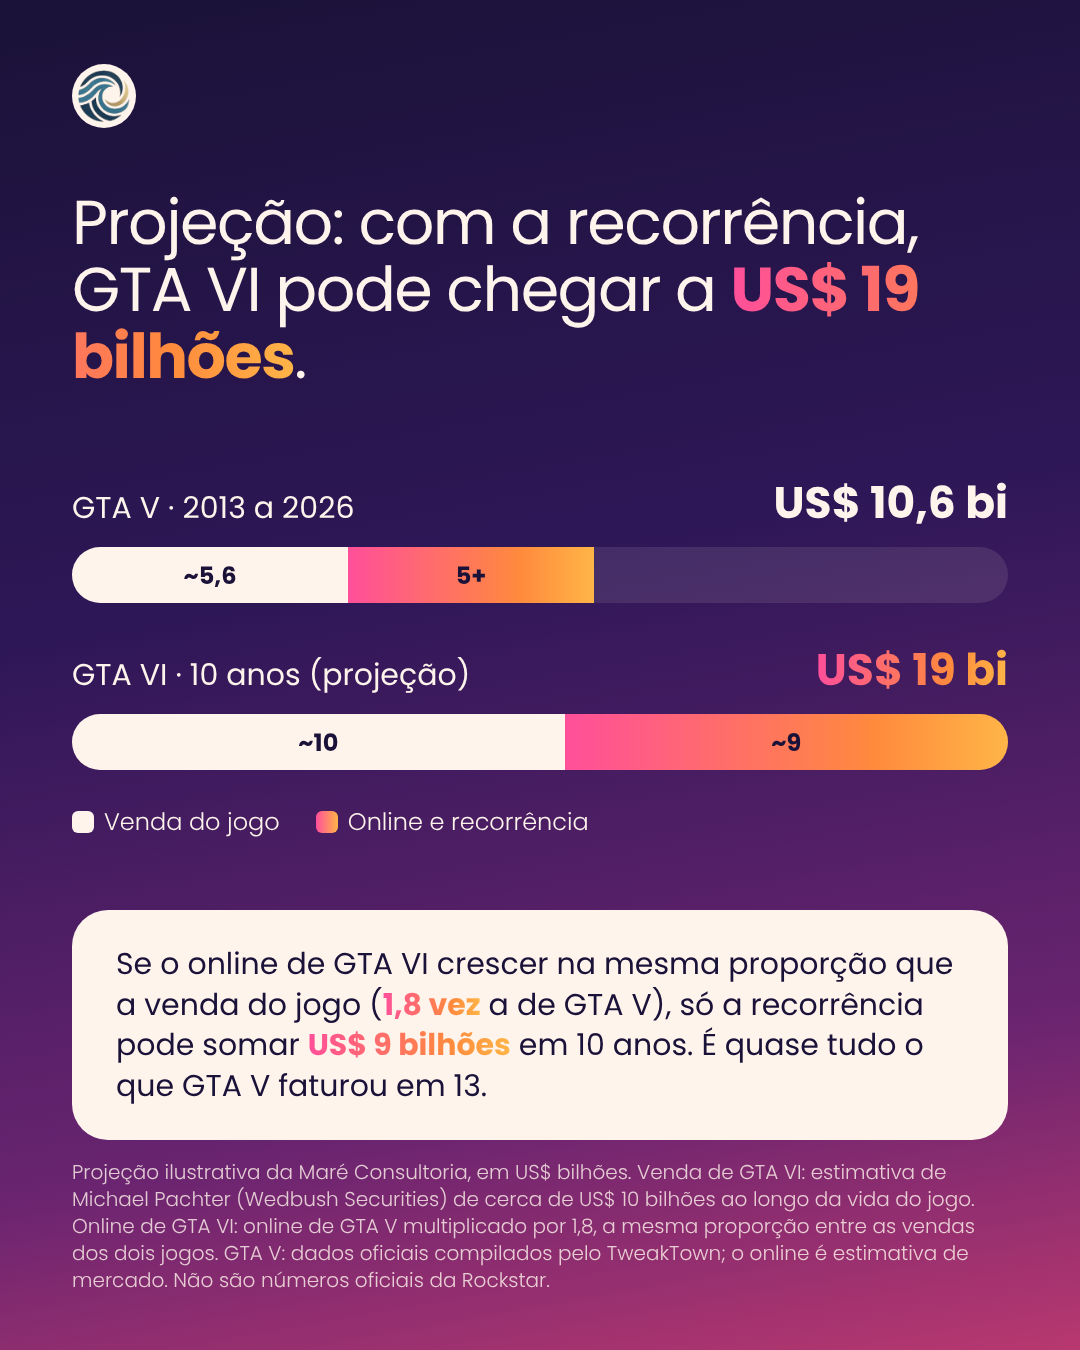 Projeção: com a recorrência,
GTA VI pode chegar a US$ 19
bilhões.
GTA V · 2013 a 2026
US$ 10,6 bi
~5,6
5+
GTA VI · 10 anos (projeção)
US$ 19 bi
~10
~9
Venda do jogo
Online e recorrência
Se o online de GTA VI crescer na mesma proporção que
a venda do jogo (1,8 vez a de GTA V), só a recorrência
pode somar US$ 9 bilhões em 10 anos. É quase tudo o
que GTA V faturou em 13.
Projeção ilustrativa da Maré Consultoria, em US$ bilhões. Venda de GTA VI: estimativa de
Michael Pachter (Wedbush Securities) de cerca de US$ 10 bilhões ao longo da vida do jogo.
Online de GTA VI: online de GTA V multiplicado por 1,8, a mesma proporção entre as vendas
dos dois jogos. GTA V: dados oficiais compilados pelo TweakTown; o online é estimativa de
mercado. Não são números oficiais da Rockstar.